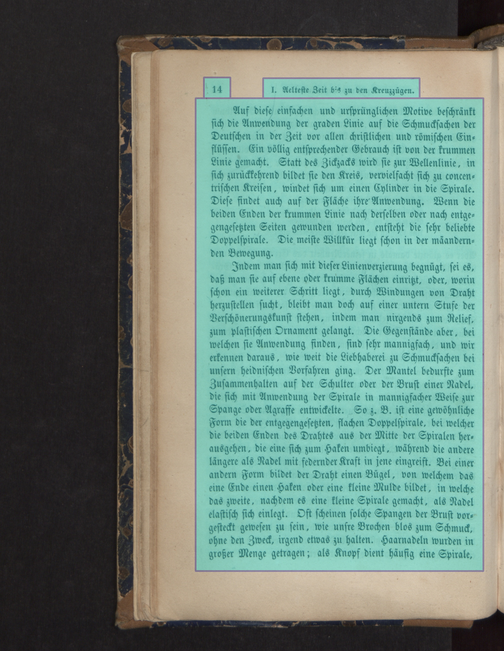 14
I. Aelteste Zeit bis zu den Kreuzzügen.
Auf diese einfachen und ursprünglichen Motive beschränkt
sich die Anwendung der graden Linie auf die Schmucksachen der
Deutschen in der Zeit vor allen christlichen und römischen Ein-
flüssen. Ein völlig entsprechender Gebrauch ist von der krummen
Linie gemacht. Statt des Zickzacks wird sie zur Wellenlinie, in
sich zurückkehrend bildet sie den Kreis, vervielfacht sich zu concen-
trischen Kreisen, windet sich um einen Cylinder in die Spirale.
Diese findet auch auf der Fläche ihre Anwendung. Wenn die
beiden Enden der krummen Linie nach derselben oder nach entge-
gengesetzten Seiten gewunden werden, entsteht die sehr beliebte
Doppelspirale. Die meiste Willkür liegt schon in der mäandern-
den Bewegung.
Indem man sich mit dieser Linienverzierung begnügt, sei es,
daß man sie auf ebene oder krumme Flächen einritzt, oder, worin
schon ein weiterer Schritt liegt, durch Windungen von Draht
herzustellen sucht, bleibt man doch auf einer untern Stufe der
Verschönerungskunst stehen, indem man nirgends zum Relief,
zum plastischen Ornament gelangt. Die Gegenstände aber, bei
welchen sie Anwendung finden, sind sehr mannigfach, und wir
erkennen daraus, wie weit die Liebhaberei zu Schmucksachen bei
unsern heidnischen Vorfahren ging. Der Mantel bedurfte zum
Zusammenhalten auf der Schulter oder der Brust einer Nadel,
die sich mit Anwendung der Spirale in mannigfacher Weise zur
Spange oder Agraffe entwickelte. So z. B. ist eine gewöhnliche
Form die der entgegengesetzten, flachen Doppelspirale, bei welcher
die beiden Enden des Drahtes aus der Mitte der Spiralen her-
ausgehen, die eine sich zum Haken umbiegt, während die andere
längere als Nadel mit federnder Kraft in jene eingreift. Bei einer
andern Form bildet der Draht einen Bügel, von welchem das
eine Ende einen Haken oder eine kleine Mulde bildet, in welche
das zweite, nachdem es eine kleine Spirale gemacht, als Nadel
elastisch sich einlegt. Oft scheinen solche Spangen der Brust vor-
gesteckt gewesen zu sein, wie unsre Brochen blos zum Schmuck,
ohne den Zweck, irgend etwas zu halten. Haarnadeln wurden in
großer Menge getragen; als Knopf dient häufig eine Spirale,